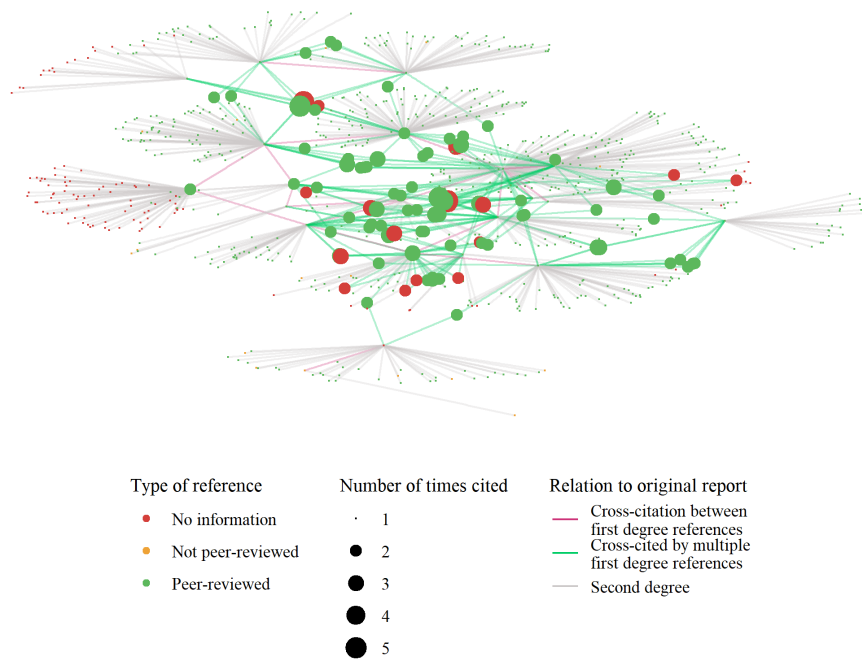 Type of reference
No information
Not peer-reviewed
Peer-reviewed
Number of times cited
1
2
3
4
5
Relation to original report
Cross-citation between
first degree references
Cross-cited by multiple
first degree references
Second degree